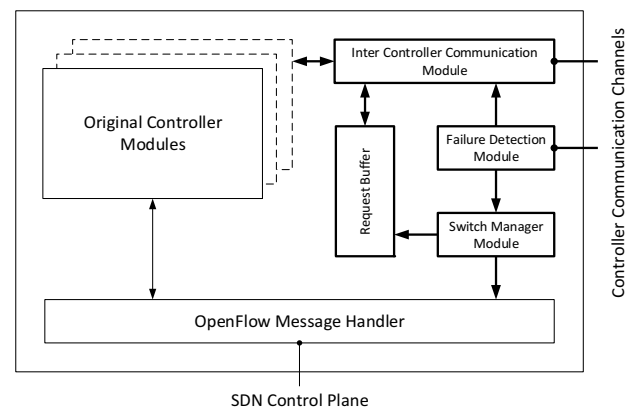 Inter Controller Communication
Module
Original Controller
Modules
Request Buffer
Failure Detection
Module
Switch Manager
Module
OpenFlow Message Handler
SDN Control Plane
Controller Communication Channels